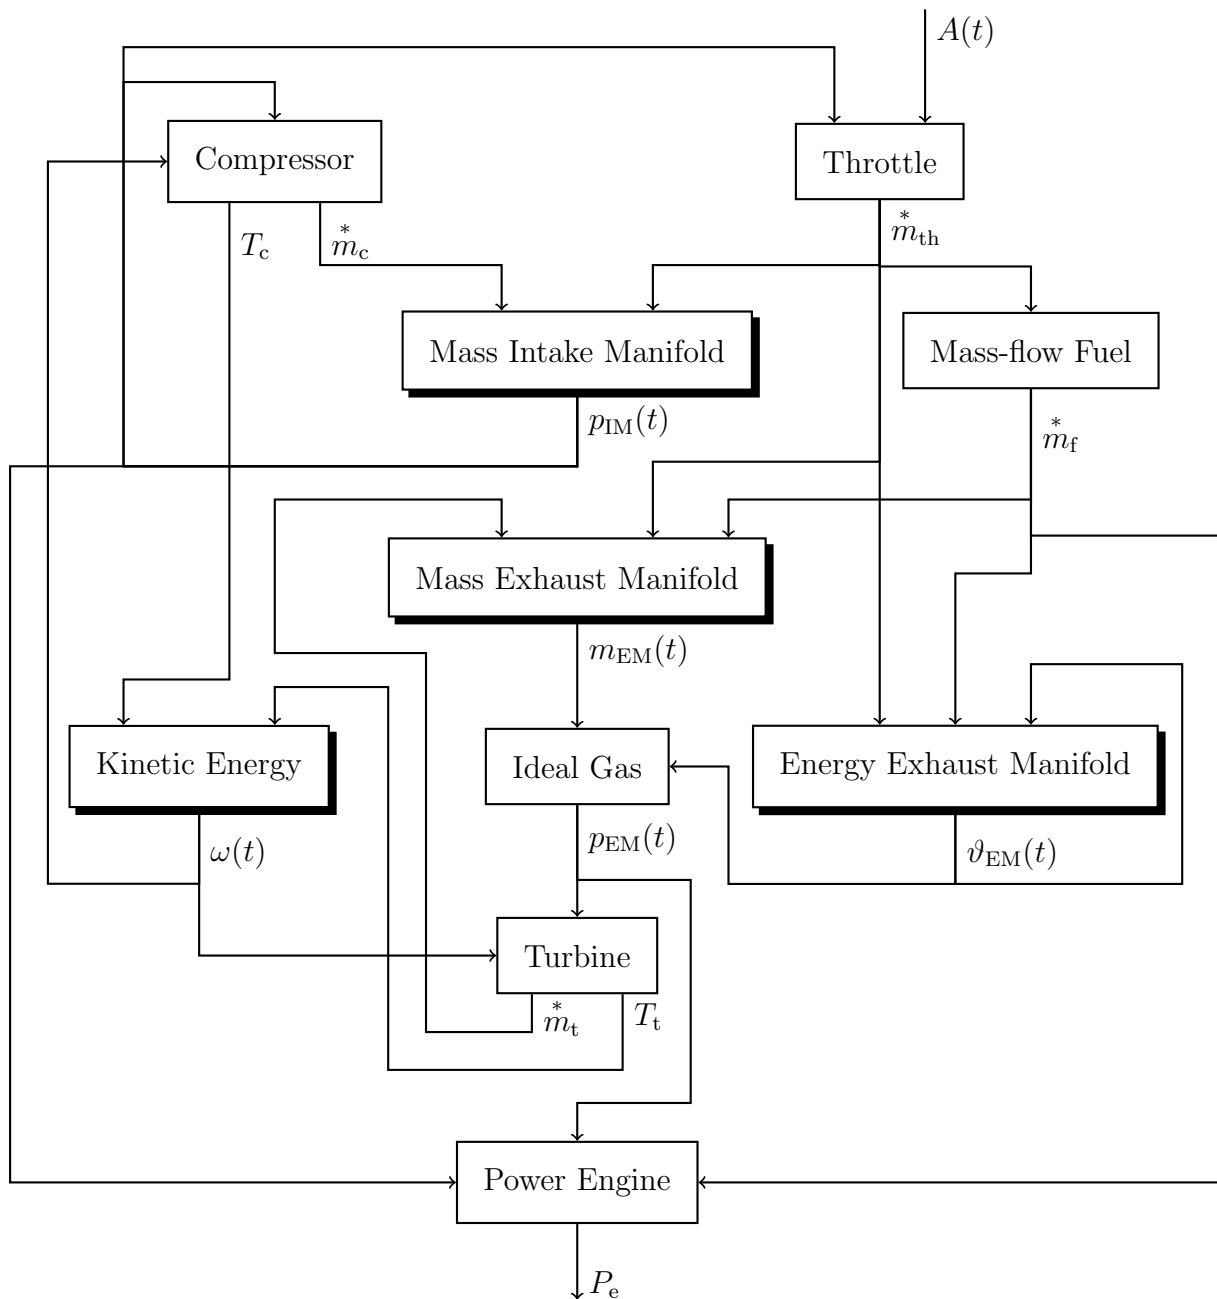 A(t)
Compressor
Throttle
T_c
m*_c
m*_th
Mass Intake Manifold
Mass-flow Fuel
p_IM(t)
m*_f
Mass Exhaust Manifold
m_EM(t)
Kinetic Energy
Ideal Gas
Energy Exhaust Manifold
ω(t)
p_EM(t)
ϑ_EM(t)
Turbine
m*_t
T_t
Power Engine
P_e